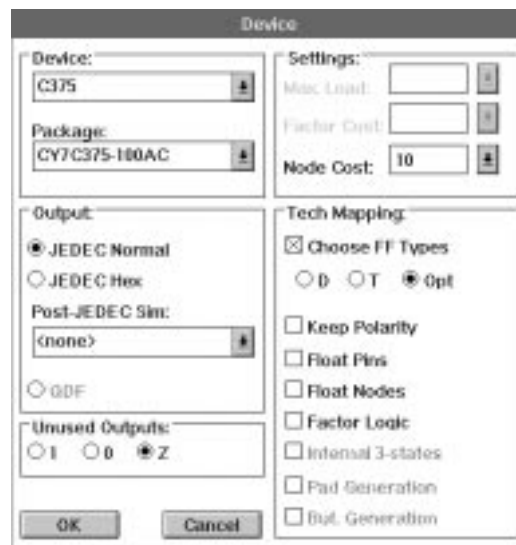 Device
Device:
C375
Package:
CY7C375-100AC
Settings:
Max. Load:
Factor Cost:
Node Cost: 10
Output:
JEDEC Normal
JEDEC Hex
Post-JEDEC Sim:
<none>
QDF
Unused Outputs:
1 0 Z
Tech Mapping:
Choose FF Types
D T Opt
Keep Polarity
Float Pins
Float Nodes
Factor Logic
Internal 3-states
Pad Generation
Buf. Generation
OK Cancel